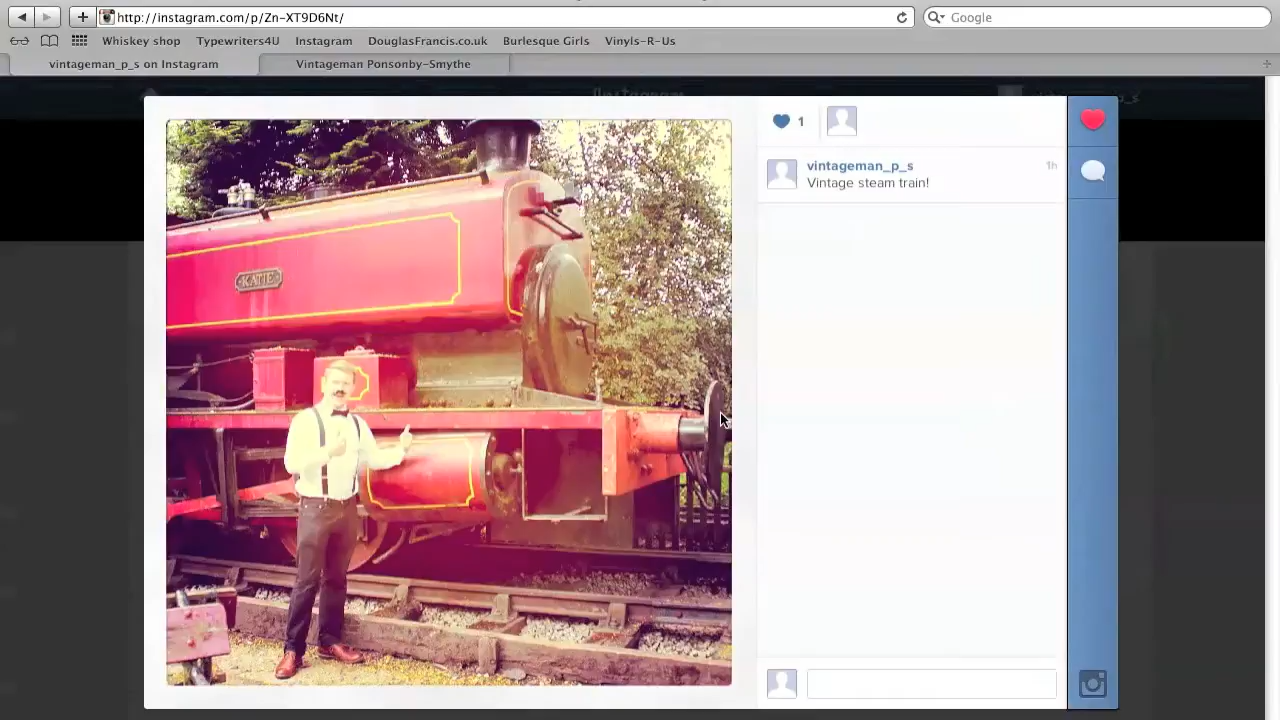 http://instagram.com/p/Zn-XT9D6Nt/
Google
Whiskey shop Typewriters4U Instagram DouglasFrancis.co.uk Burlesque Girls Vinyls-R-Us
vintageman_p_s on Instagram Vintageman Ponsonby-Smythe
1
vintageman_p_s 1h
Vintage steam train!
KATIE